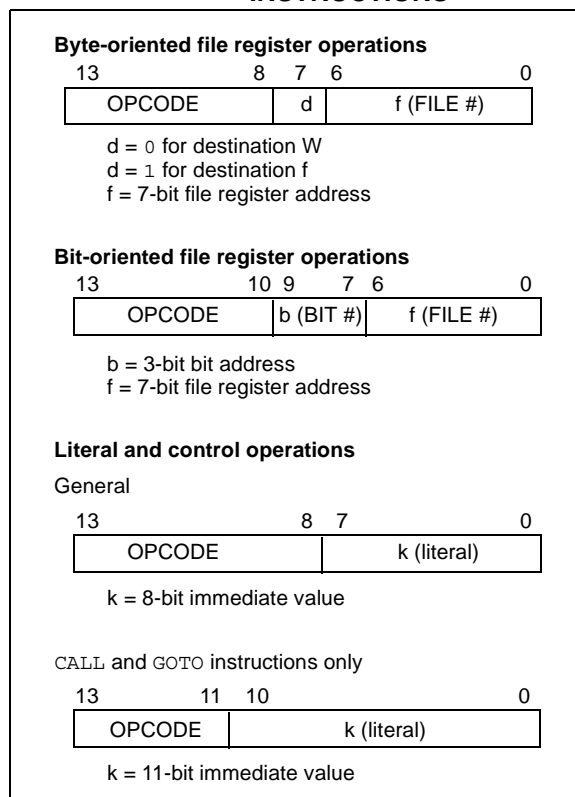 Byte-oriented file register operations
13 8 7 6 0
OPCODE d f (FILE #)
d = 0 for destination W
d = 1 for destination f
f = 7-bit file register address
Bit-oriented file register operations
13 10 9 7 6 0
OPCODE b (BIT #) f (FILE #)
b = 3-bit bit address
f = 7-bit file register address
Literal and control operations
General
13 8 7 0
OPCODE k (literal)
k = 8-bit immediate value
CALL and GOTO instructions only
13 11 10 0
OPCODE k (literal)
k = 11-bit immediate value